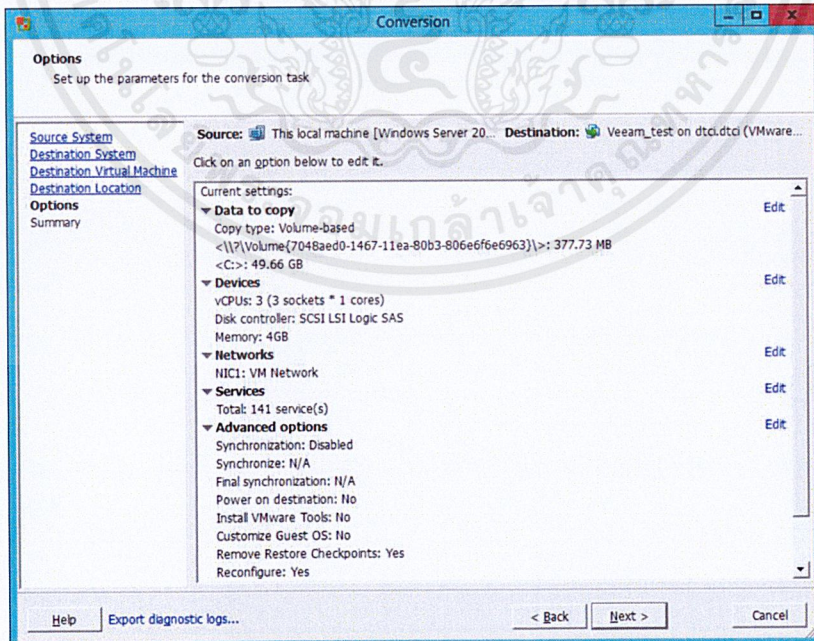 Conversion
Options
Set up the parameters for the conversion task
Source System
Destination System
Destination Virtual Machine
Destination Location
Options
Summary
Source: This local machine [Windows Server 20... Destination: Veeam_test on dtci.dtci (VMware...
Click on an option below to edit it.
Current settings:
Data to copy Edit
Copy type: Volume-based
<\\?\Volume{7048aed0-1467-11ea-80b3-806e6f6e6963}\>: 377.73 MB
<C:>: 49.66 GB
Devices Edit
vCPUs: 3 (3 sockets * 1 cores)
Disk controller: SCSI LSI Logic SAS
Memory: 4GB
Networks Edit
NIC1: VM Network
Services Edit
Total: 141 service(s)
Advanced options Edit
Synchronization: Disabled
Synchronize: N/A
Final synchronization: N/A
Power on destination: No
Install VMware Tools: No
Customize Guest OS: No
Remove Restore Checkpoints: Yes
Reconfigure: Yes
Help Export diagnostic logs... < Back Next > Cancel